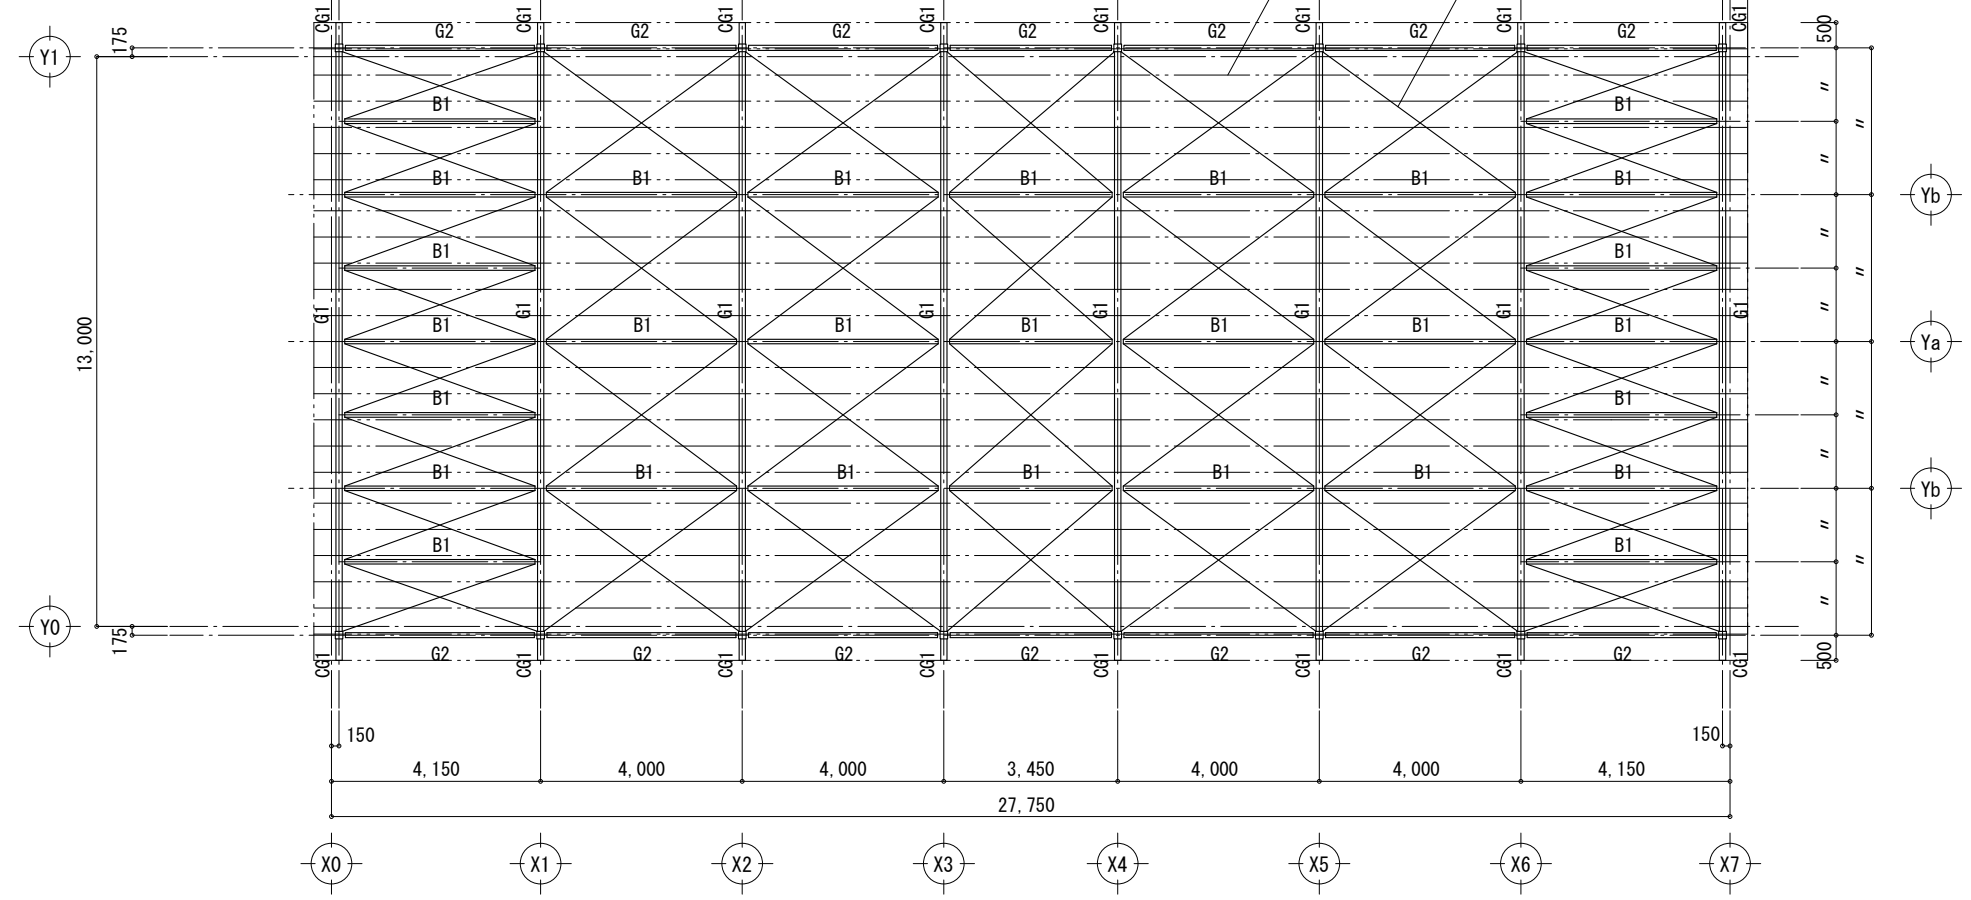 CG1 CG1 CG1 CG1 CG1 CG1 CG1 CG1
G2 G2 G2 G2 G2 G2 G2
500
175
Y1
B1 B1
〃
〃
〃
B1 B1 B1 B1 B1 B1 B1
Yb
〃
B1 B1
〃
G1 G1 G1 G1 G1 G1 G1 G1
〃
13,000
B1 B1 B1 B1 B1 B1 B1
Ya
〃
B1 B1
〃
〃
B1 B1 B1 B1 B1 B1 B1
Yb
〃
B1 B1
〃
〃
Y0
175
G2 G2 G2 G2 G2 G2 G2
500
CG1 CG1 CG1 CG1 CG1 CG1 CG1 CG1
150 150
4,150 4,000 4,000 3,450 4,000 4,000 4,150
27,750
X0 X1 X2 X3 X4 X5 X6 X7